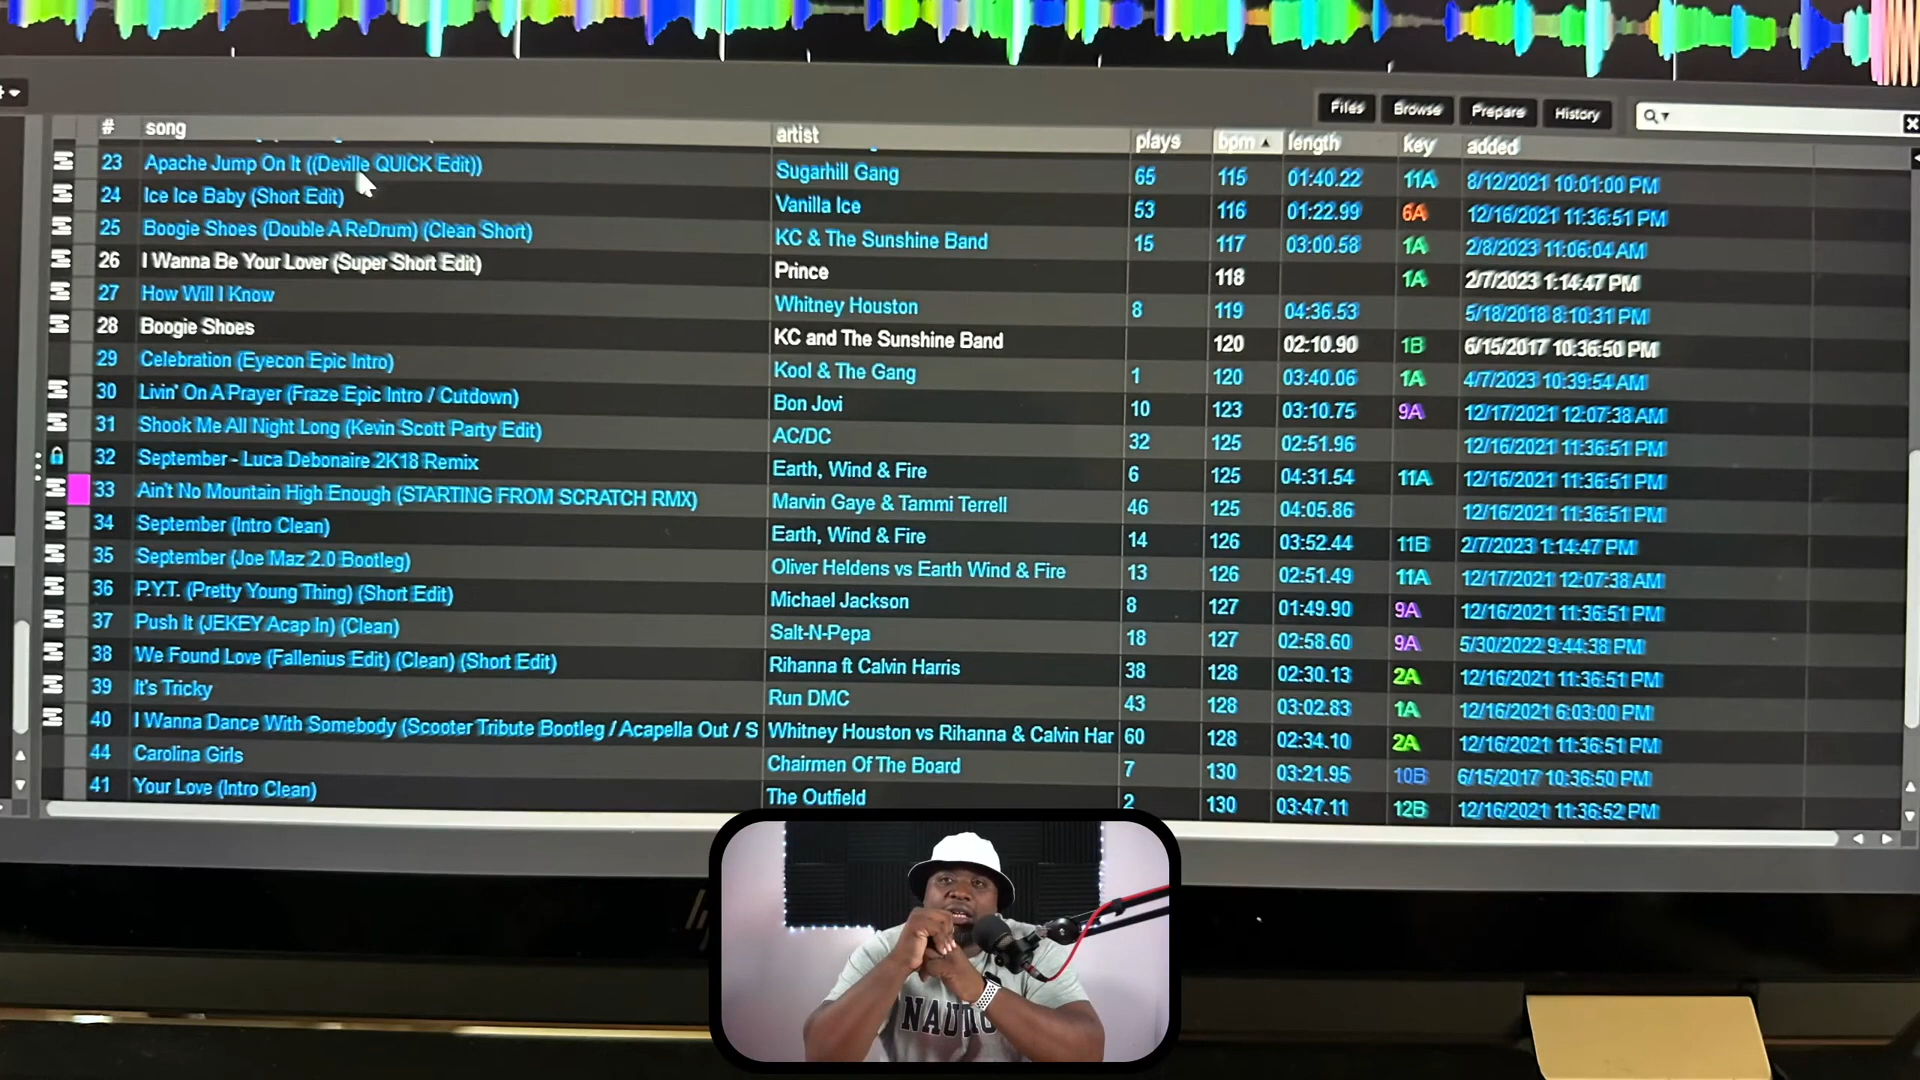 Files Browse Prepare History
# song artist plays bpm length key added
23 Apache Jump On It ((Deville QUICK Edit)) Sugarhill Gang 65 115 01:40.22 11A 8/12/2021 10:01:00 PM
24 Ice Ice Baby (Short Edit) Vanilla Ice 53 116 01:22.99 6A 12/16/2021 11:36:51 PM
25 Boogie Shoes (Double A ReDrum) (Clean Short) KC & The Sunshine Band 15 117 03:00.58 1A 2/8/2023 11:06:04 AM
26 I Wanna Be Your Lover (Super Short Edit) Prince 118 1A 2/7/2023 1:14:47 PM
27 How Will I Know Whitney Houston 8 119 04:36.53 5/18/2018 8:10:31 PM
28 Boogie Shoes KC and The Sunshine Band 120 02:10.90 1B 6/15/2017 10:36:50 PM
29 Celebration (Eyecon Epic Intro) Kool & The Gang 1 120 03:40.06 1A 4/7/2023 10:39:54 AM
30 Livin' On A Prayer (Fraze Epic Intro / Cutdown) Bon Jovi 10 123 03:10.75 9A 12/17/2021 12:07:38 AM
31 Shook Me All Night Long (Kevin Scott Party Edit) AC/DC 32 125 02:51.96 12/16/2021 11:36:51 PM
32 September - Luca Debonaire 2K18 Remix Earth, Wind & Fire 6 125 04:31.54 11A 12/16/2021 11:36:51 PM
33 Ain't No Mountain High Enough (STARTING FROM SCRATCH RMX) Marvin Gaye & Tammi Terrell 46 125 04:05.86 12/16/2021 11:36:51 PM
34 September (Intro Clean) Earth, Wind & Fire 14 126 03:52.44 11B 2/7/2023 1:14:47 PM
35 September (Joe Maz 2.0 Bootleg) Oliver Heldens vs Earth Wind & Fire 13 126 02:51.49 11A 12/17/2021 12:07:38 AM
36 P.Y.T. (Pretty Young Thing) (Short Edit) Michael Jackson 8 127 01:49.90 9A 12/16/2021 11:36:51 PM
37 Push It (JEKEY Acap In) (Clean) Salt-N-Pepa 18 127 02:58.60 9A 5/30/2022 9:44:38 PM
38 We Found Love (Fallenius Edit) (Clean) (Short Edit) Rihanna ft Calvin Harris 38 128 02:30.13 2A 12/16/2021 11:36:51 PM
39 It's Tricky Run DMC 43 128 03:02.83 1A 12/16/2021 6:03:00 PM
40 I Wanna Dance With Somebody (Scooter Tribute Bootleg / Acapella Out / S Whitney Houston vs Rihanna & Calvin Har 60 128 02:34.10 2A 12/16/2021 11:36:51 PM
44 Carolina Girls Chairmen Of The Board 7 130 03:21.95 10B 6/15/2017 10:36:50 PM
41 Your Love (Intro Clean) The Outfield 2 130 03:47.11 12B 12/16/2021 11:36:52 PM